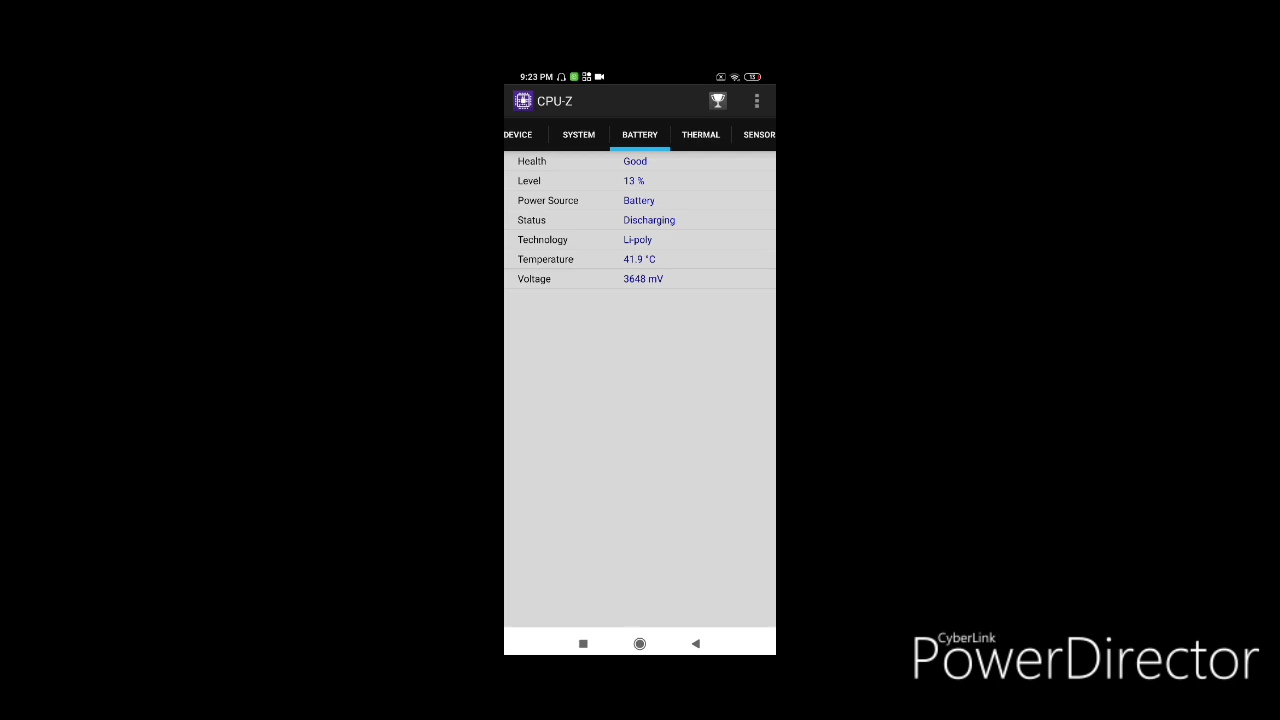 9:23 PM
13
CPU-Z
DEVICE SYSTEM BATTERY THERMAL SENSOR
Health Good
Level 13 %
Power Source Battery
Status Discharging
Technology Li-poly
Temperature 41.9 °C
Voltage 3648 mV
CyberLink
PowerDirector